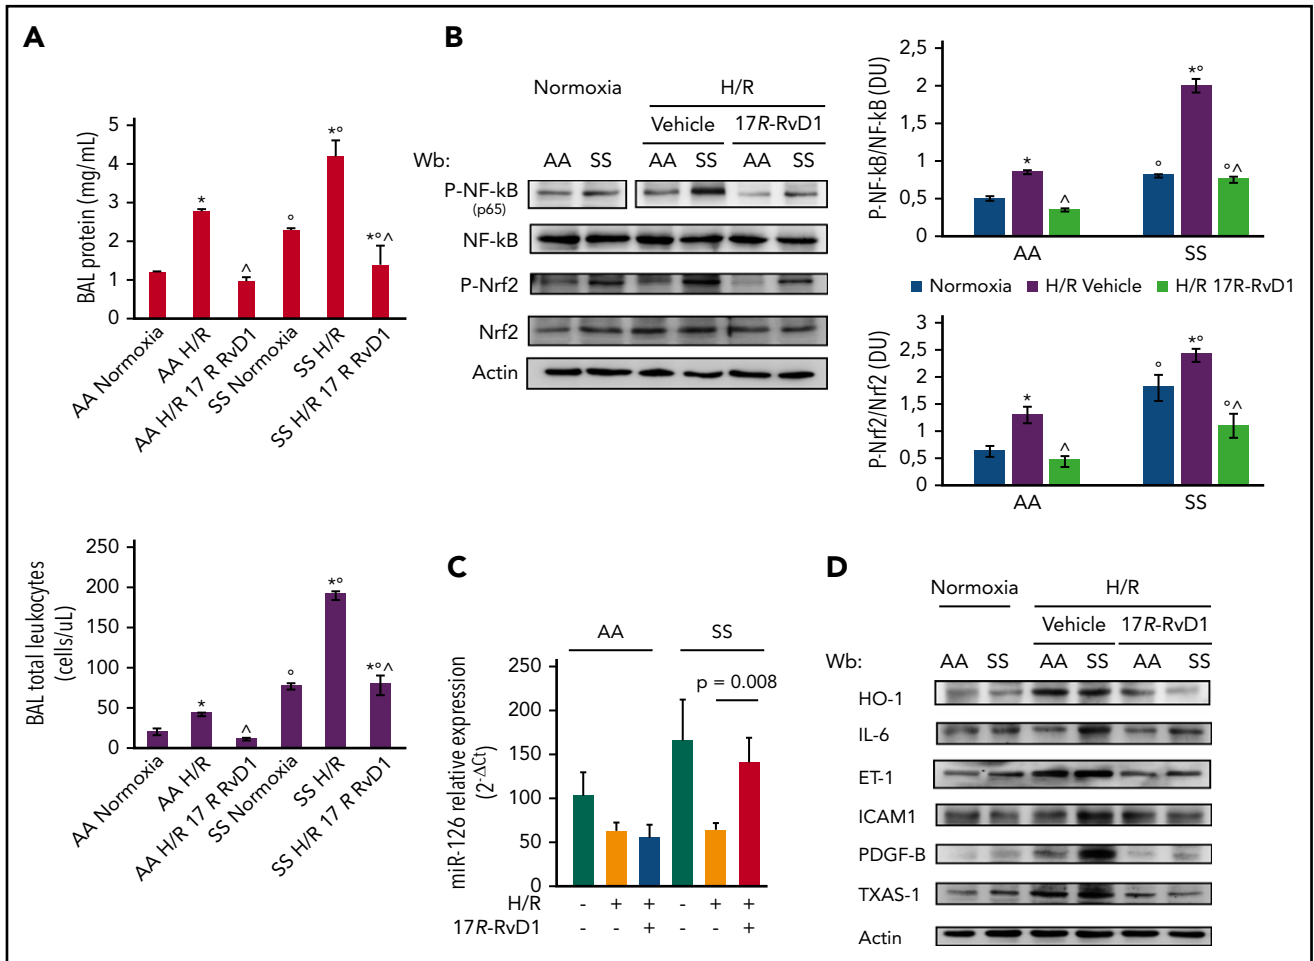 A
BAL protein (mg/mL)
5
4
3
2
1
0
*
^
°
*°
*°^
AA Normoxia
AA H/R
AA H/R 17 R RvD1
SS Normoxia
SS H/R
SS H/R 17 R RvD1
BAL total leukocytes
(cells/uL)
250
200
150
100
50
0
*
^
°
*°
*°^
AA Normoxia
AA H/R
AA H/R 17 R RvD1
SS Normoxia
SS H/R
SS H/R 17 R RvD1
B
Normoxia H/R
Vehicle 17R-RvD1
Wb: AA SS AA SS AA SS
P-NF-kB
(p65)
NF-kB
P-Nrf2
Nrf2
Actin
P-NF-kB/NF-kB (DU)
2,5
2
1,5
1
0,5
0
*
^
°
*°
°^
AA SS
Normoxia H/R Vehicle H/R 17R-RvD1
P-Nrf2/Nrf2 (DU)
3
2,5
2
1,5
1
0,5
0
*
^
°
*°
°^
AA SS
C
AA SS
p = 0.008
miR-126 relative expression
(2-ΔCt)
250
200
150
100
50
0
H/R - + + - + +
17R-RvD1 - - + - - +
D
Normoxia H/R
Vehicle 17R-RvD1
Wb: AA SS AA SS AA SS
HO-1
IL-6
ET-1
ICAM1
PDGF-B
TXAS-1
Actin